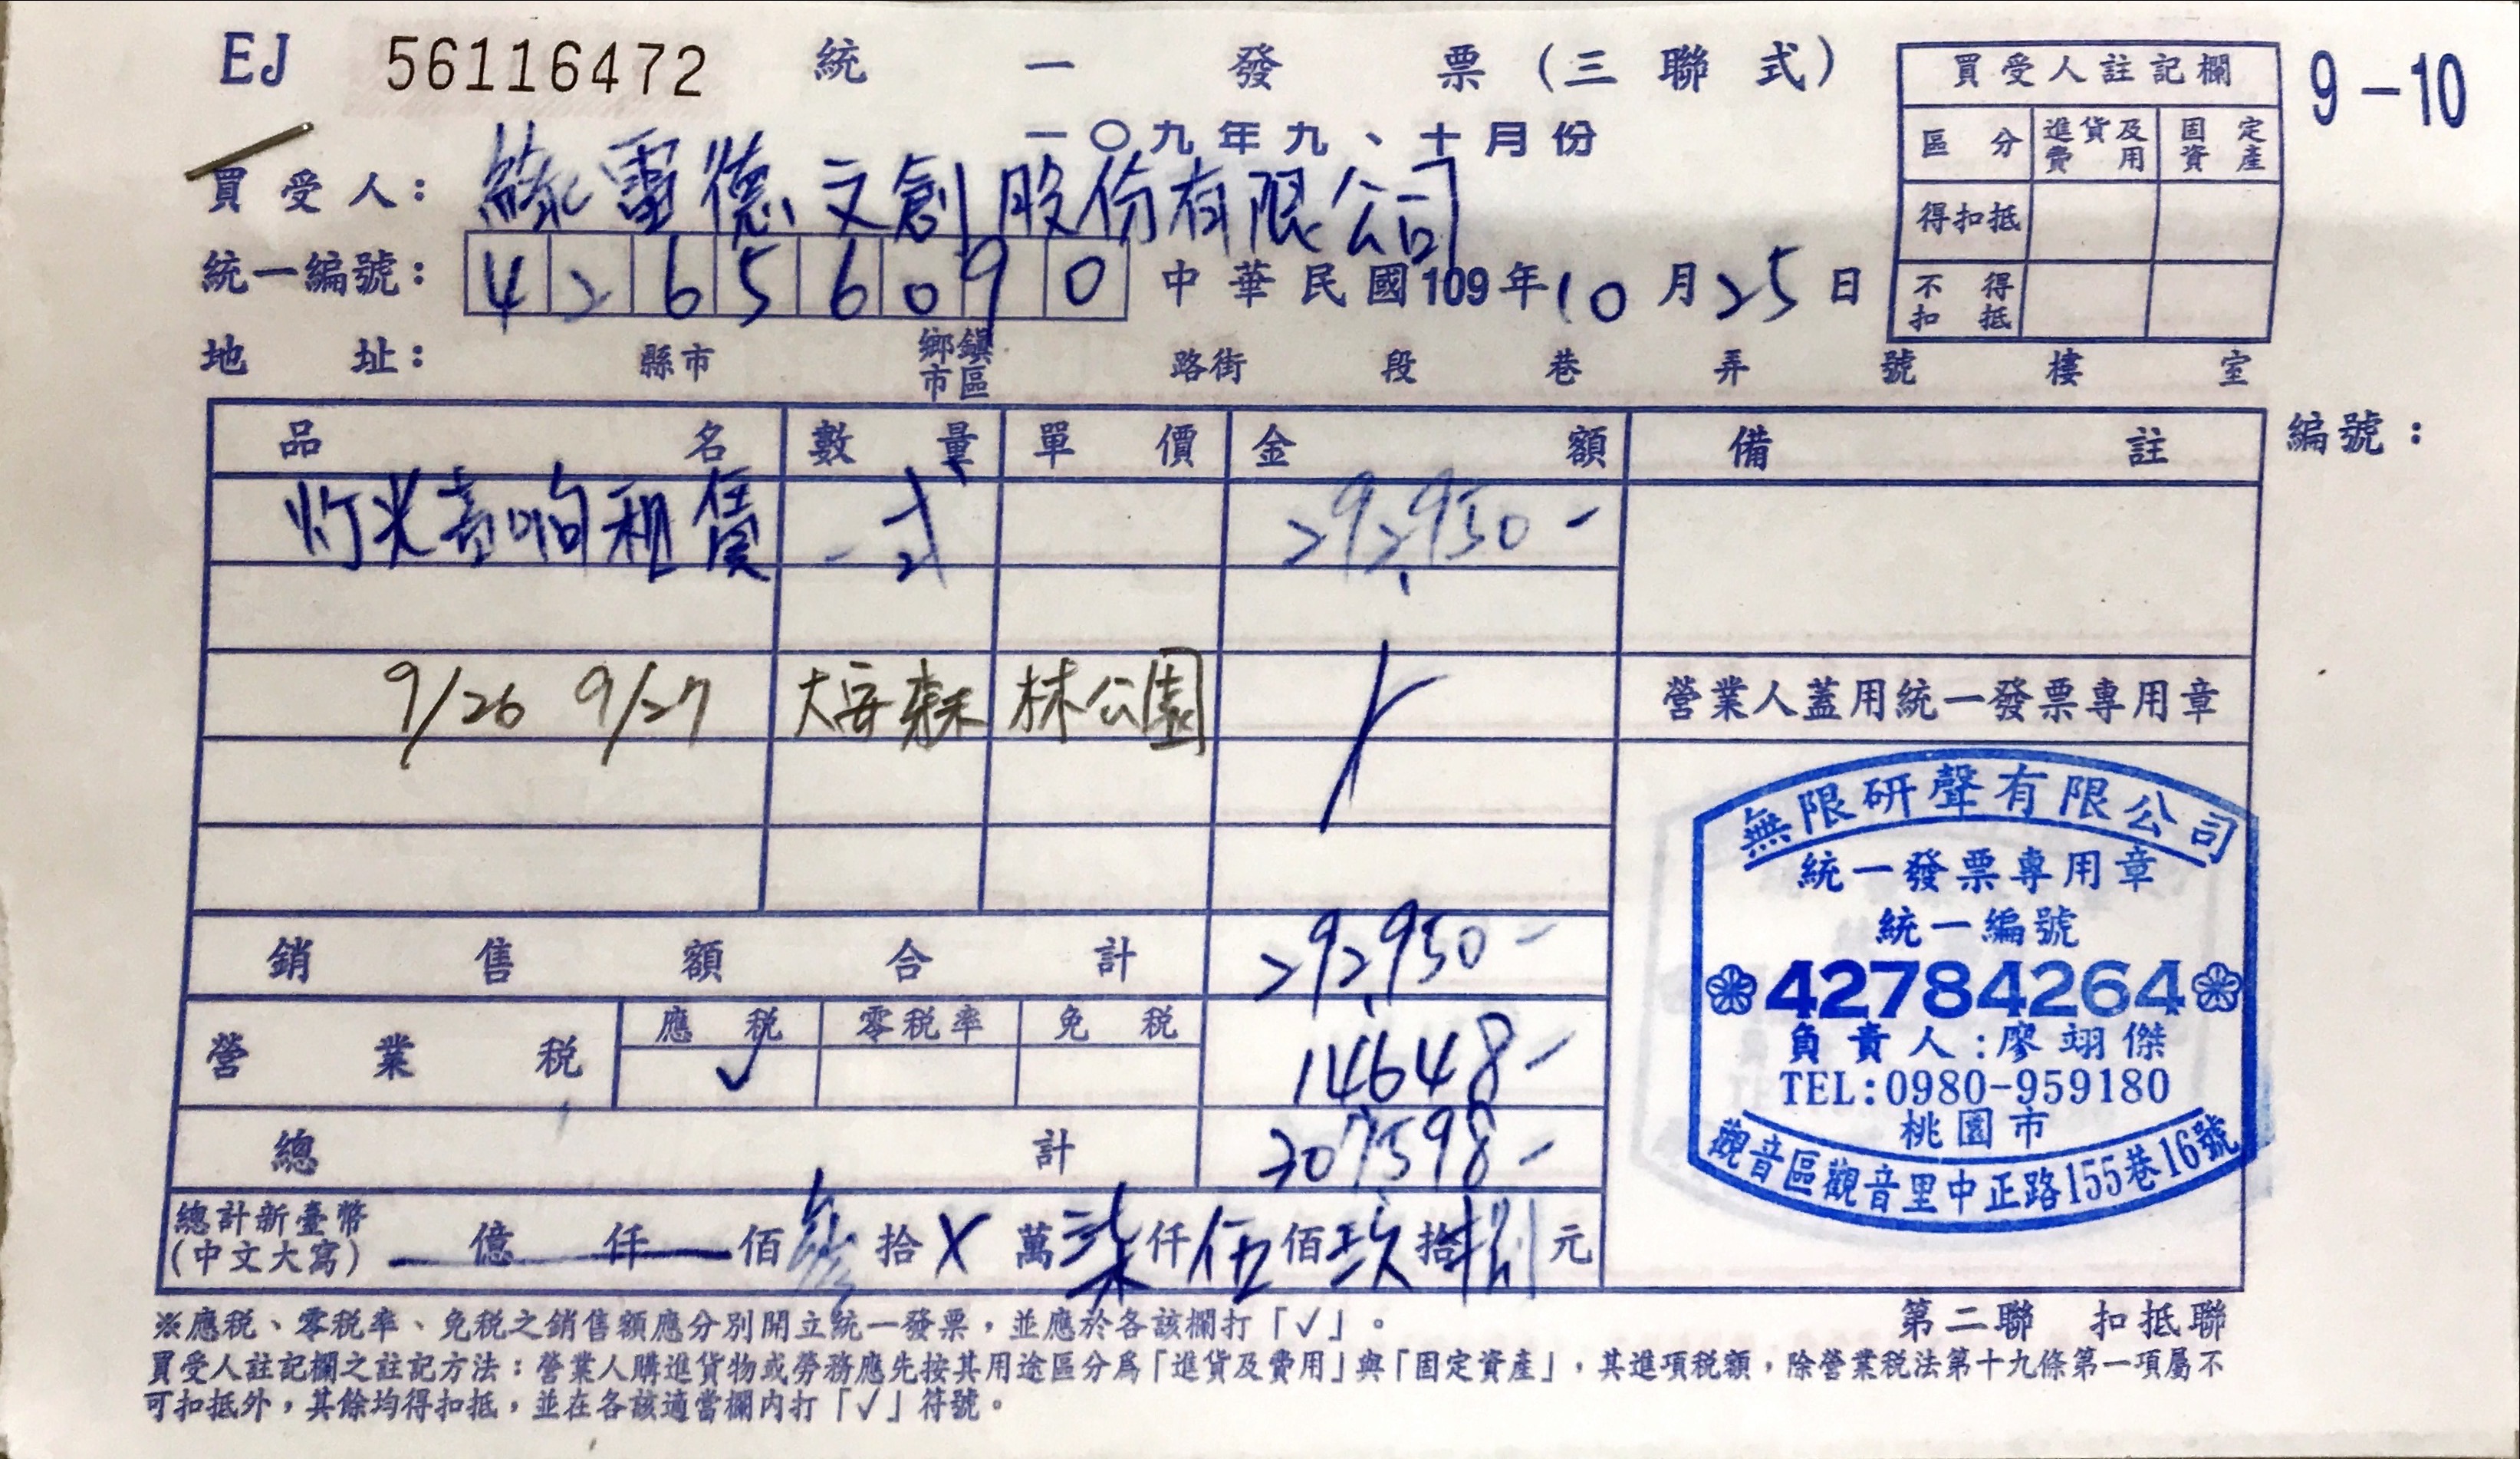 EJ 56116472 統一發票(三聯式) 9-10
一〇九年九、十月份
買受人: 綠雷德文創股份有限公司
統一編號: 42656090 中華民國109年10月25日
地址: 縣市 鄉鎮市區 路街 段 巷 弄 號 樓 室
買受人註記欄
區分 進貨及費用 固定資產
得扣抵
不得扣抵
品名 數量 單價 金額 備註 編號:
灯光音响租賃 292,950-
9/26 9/27 大安森林公園
營業人蓋用統一發票專用章
銷售額合計 292,950-
營業稅 應稅 ✓ 零稅率 免稅 14648-
總計 307598-
總計新臺幣(中文大寫) 億 仟 佰參拾X萬柒仟伍佰玖拾捌元
無限研聲有限公司
統一發票專用章
統一編號
42784264
負責人:廖翊傑
TEL:0980-959180
桃園市
觀音區觀音里中正路155巷16號
第二聯 扣抵聯
※應稅、零稅率、免稅之銷售額應分別開立統一發票,並應於各該欄打「✓」。
買受人註記欄之註記方法:營業人購進貨物或勞務應先按其用途區分爲「進貨及費用」與「固定資產」,其進項稅額,除營業稅法第十九條第一項屬不
可扣抵外,其餘均得扣抵,並在各該適當欄內打「✓」符號。